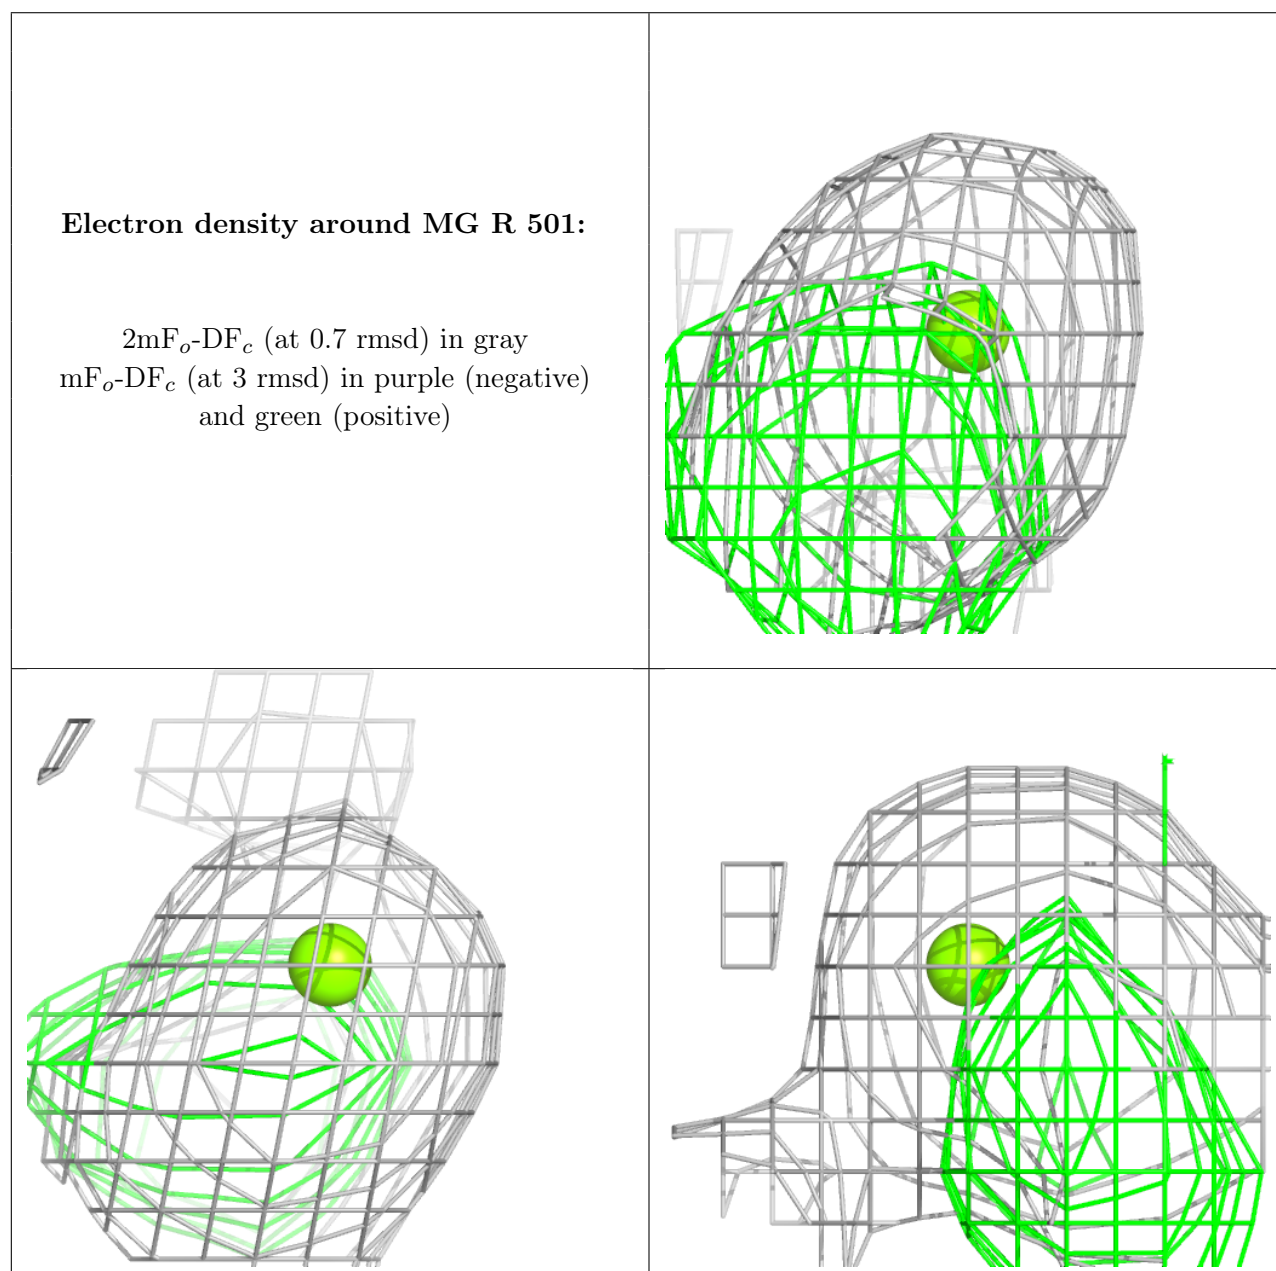 Electron density around MG R 501:
2mFo-DFc (at 0.7 rmsd) in gray
mFo-DFc (at 3 rmsd) in purple (negative)
and green (positive)